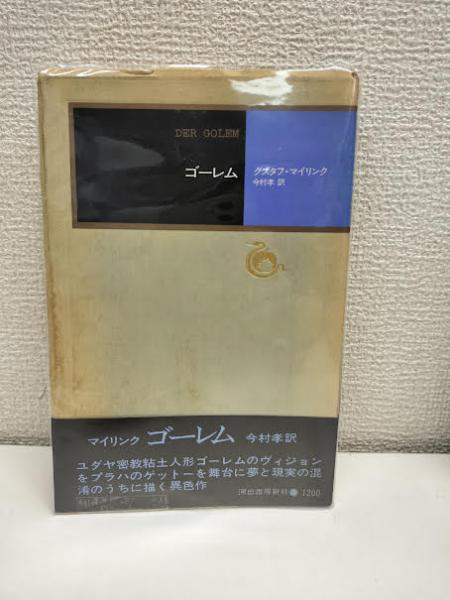 DER GOLEM
ゴーレム
グスタフ・マイリンク
今村孝 訳
マイリンク ゴーレム 今村孝訳
ユダヤ密教粘土人形ゴーレムのヴィジョン
をプラハのゲットーを舞台に夢と現実の混
淆のうちに描く異色作
河出書房新社 1200